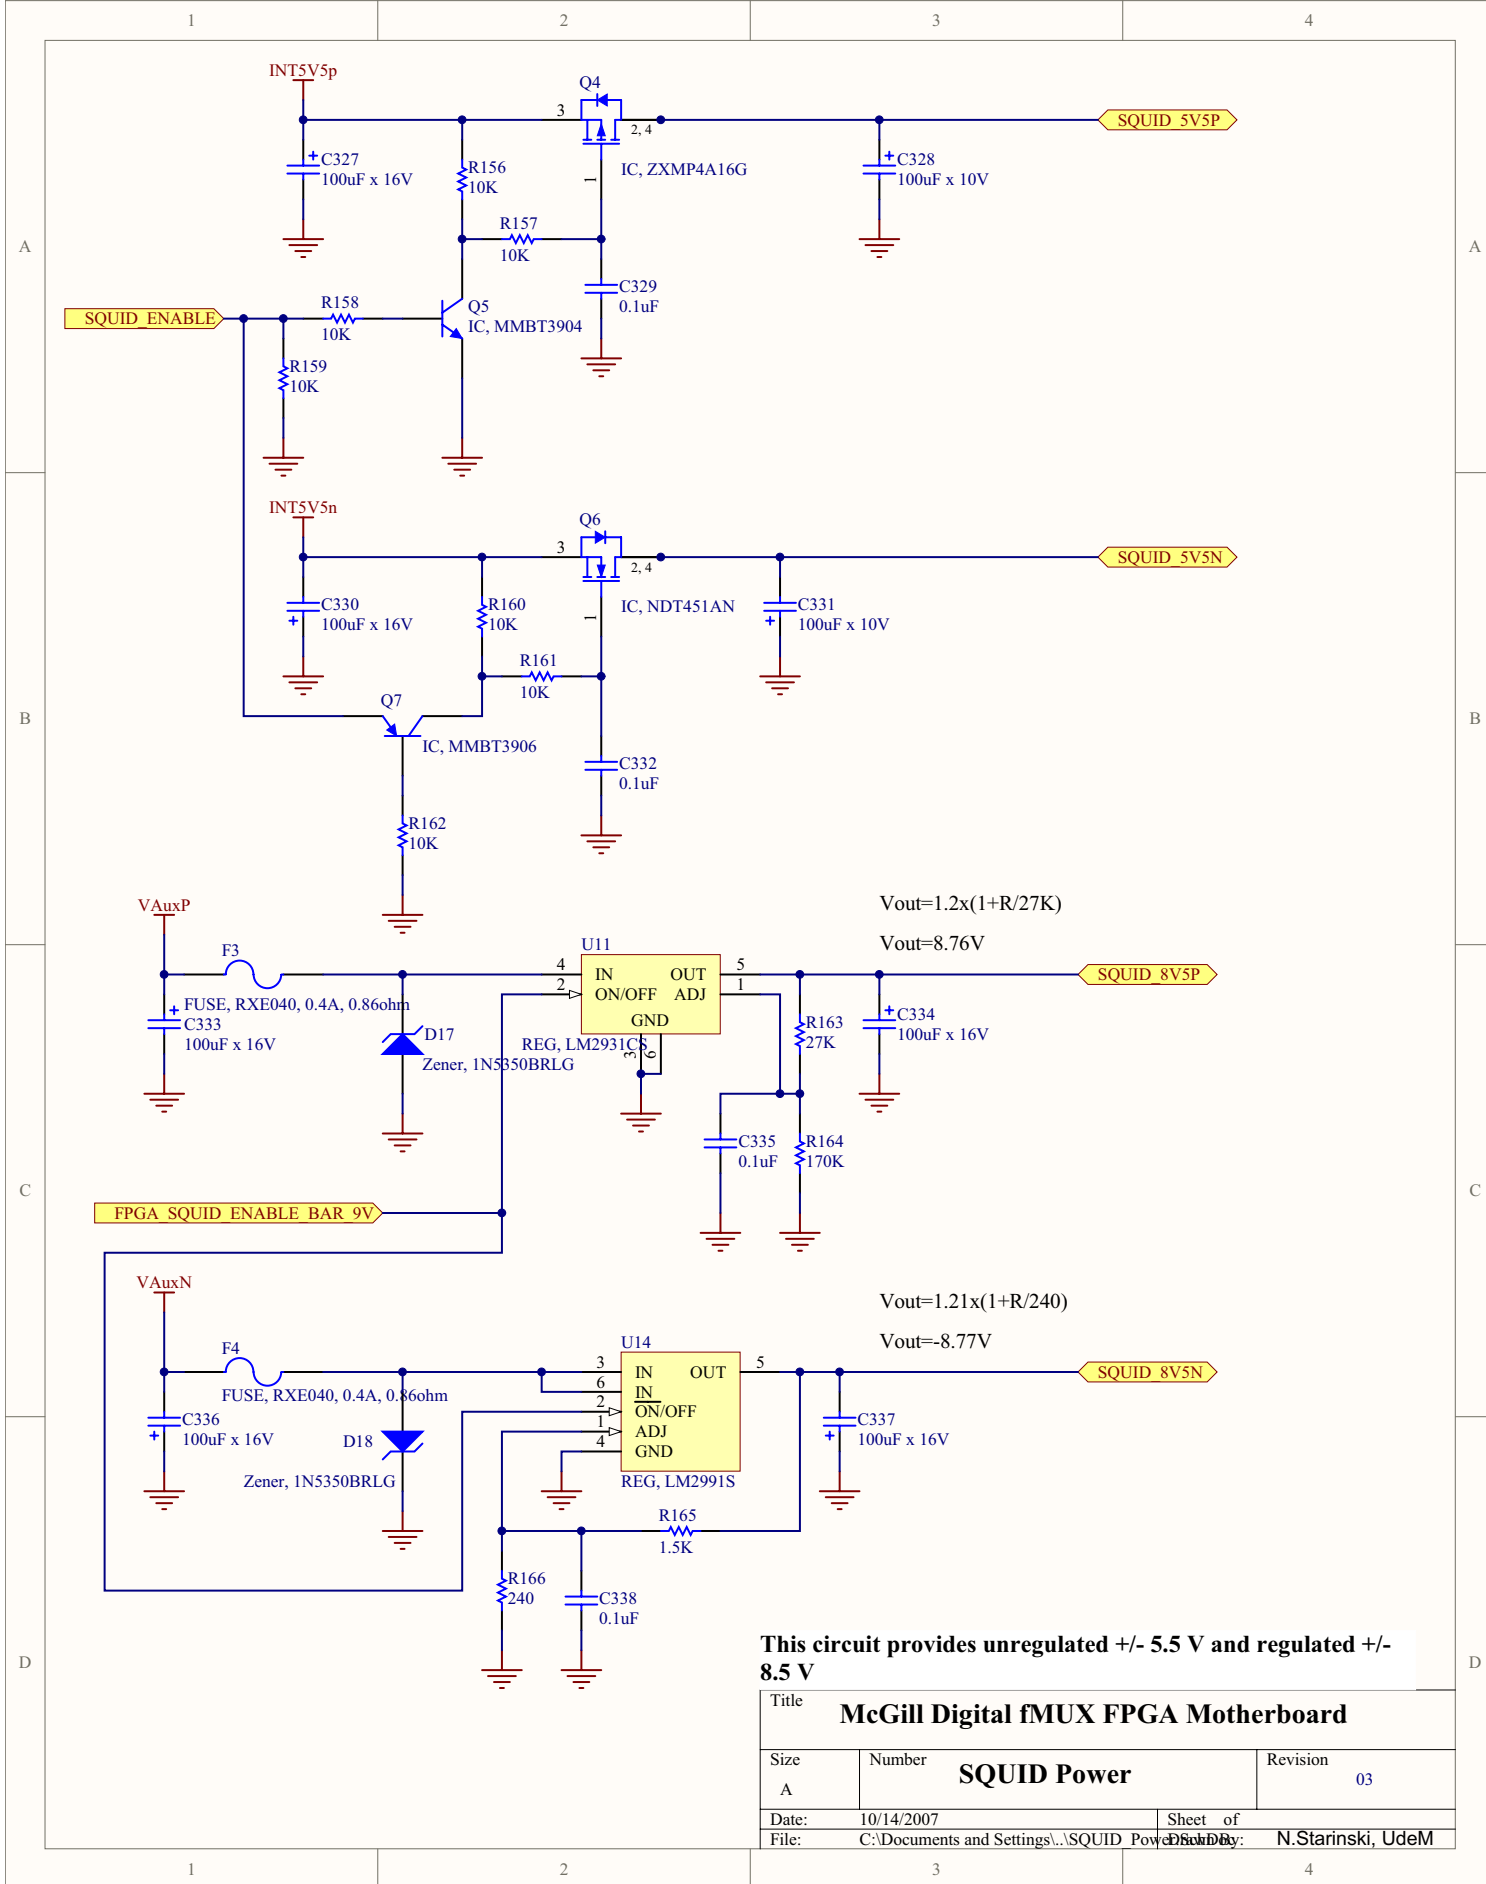 1 2 3 4
INT5V5p
Q4
3
2, 4
SQUID_5V5P
C327
100uF x 16V
R156
10K
IC, ZXMP4A16G
1
C328
100uF x 10V
R157
10K
A A
C329
0.1uF
SQUID_ENABLE
R158
10K
Q5
IC, MMBT3904
R159
10K
INT5V5n
Q6
3
2, 4
SQUID_5V5N
C330
100uF x 16V
R160
10K
IC, NDT451AN
1
C331
100uF x 10V
R161
10K
B B
Q7
IC, MMBT3906
C332
0.1uF
R162
10K
VAuxP
Vout=1.2x(1+R/27K)
Vout=8.76V
F3
FUSE, RXE040, 0.4A, 0.86ohm
U11
4 IN OUT 5
2 ON/OFF ADJ 1
GND
3 6
REG, LM2931CS
SQUID_8V5P
C333
100uF x 16V
D17
Zener, 1N5350BRLG
R163
27K
C334
100uF x 16V
C335
0.1uF
R164
170K
C C
FPGA_SQUID_ENABLE_BAR_9V
VAuxN
Vout=1.21x(1+R/240)
Vout=-8.77V
F4
FUSE, RXE040, 0.4A, 0.86ohm
U14
3 IN OUT 5
6 IN
2 ON/OFF
1 ADJ
4 GND
REG, LM2991S
SQUID_8V5N
C336
100uF x 16V
D18
Zener, 1N5350BRLG
C337
100uF x 16V
R165
1.5K
R166
240
C338
0.1uF
D D
This circuit provides unregulated +/- 5.5 V and regulated +/-
8.5 V
Title
McGill Digital fMUX FPGA Motherboard
Size Number Revision
A SQUID Power 03
Date: 10/14/2007 Sheet of
File: C:\Documents and Settings\..\SQUID_Power.SchDoc Drawn By: N.Starinski, UdeM
1 2 3 4